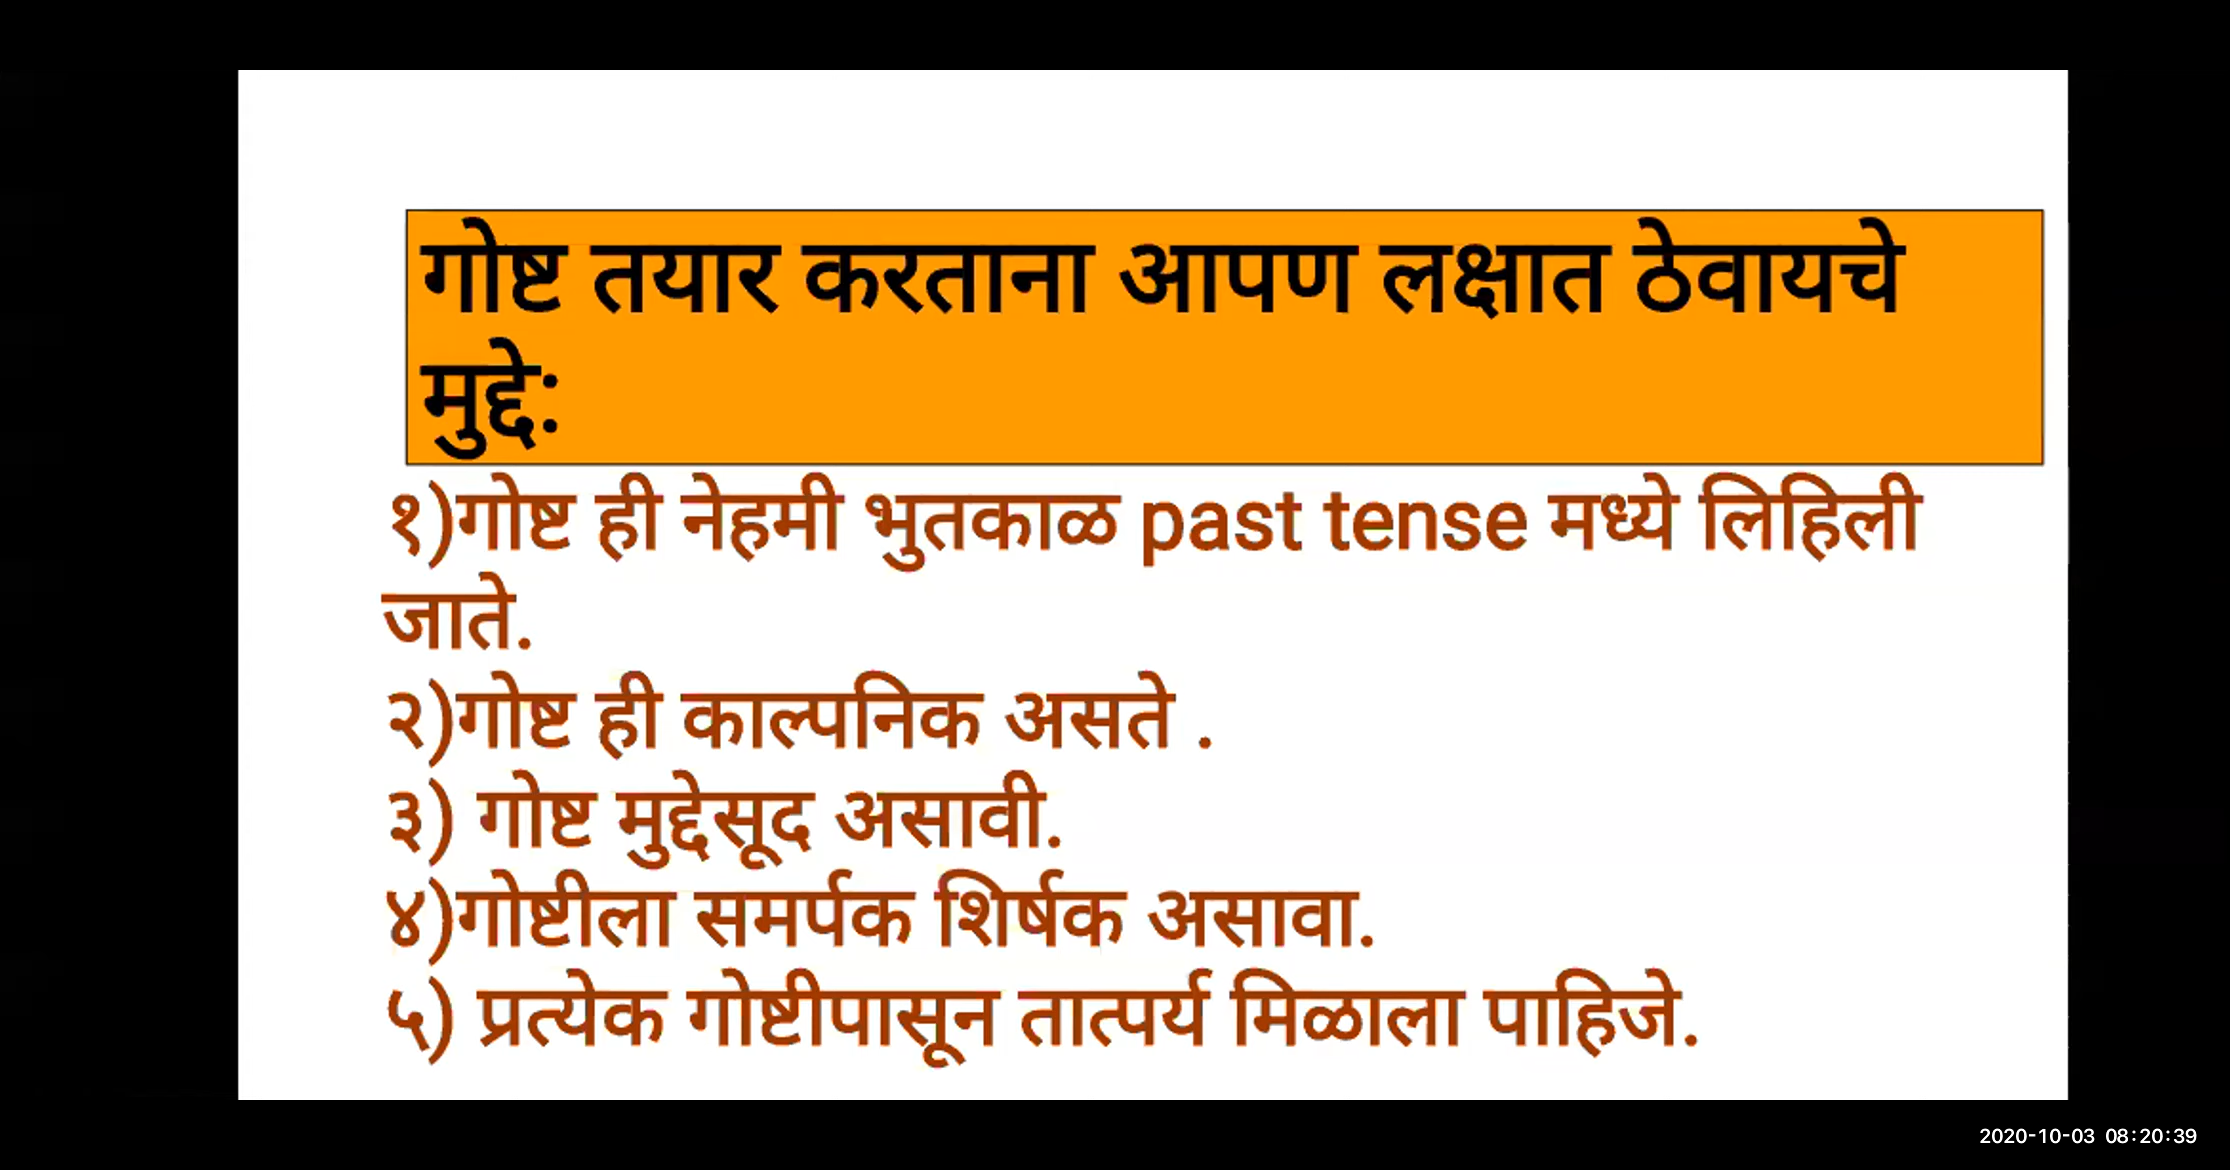 गोष्ट तयार करताना आपण लक्षात ठेवायचे
मुद्दे:
१)गोष्ट ही नेहमी भुतकाळ past tense मध्ये लिहिली
जाते.
२)गोष्ट ही काल्पनिक असते .
३) गोष्ट मुद्देसूद असावी.
४)गोष्टीला समर्पक शिर्षक असावा.
५) प्रत्येक गोष्टीपासून तात्पर्य मिळाला पाहिजे.
2020-10-03 08:20:39